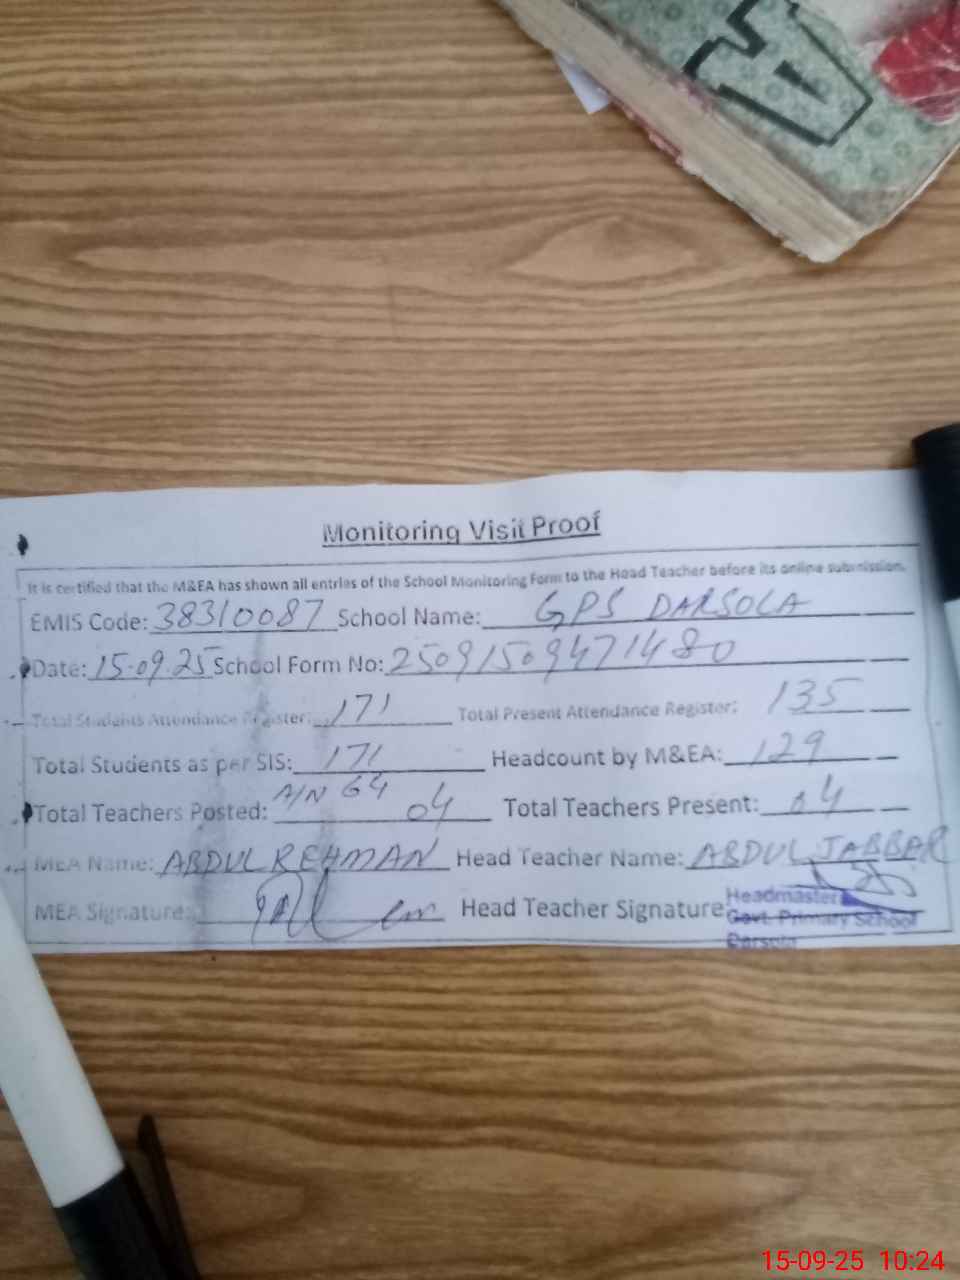 A
Monitoring Visit Proof
It is certified that the M&EA has shown all entries of the School Monitoring Form to the Head Teacher before its online submission.
EMIS Code: 38310087 School Name: GPS DARSOLA
Date: 15-09-25 School Form No: 25091509471480
Total Students Attendance Register: 171 Total Present Attendance Register: 135
Total Students as per SIS: 171 Headcount by M&EA: 129
Total Teachers Posted: A/N 64 04 Total Teachers Present: 04
MEA Name: ABDUL REHMAN Head Teacher Name: ABDUL JABBAR
MEA Signature: Head Teacher Signature:
Headmaster
Govt. Primary School
Darsola
15-09-25 10:24